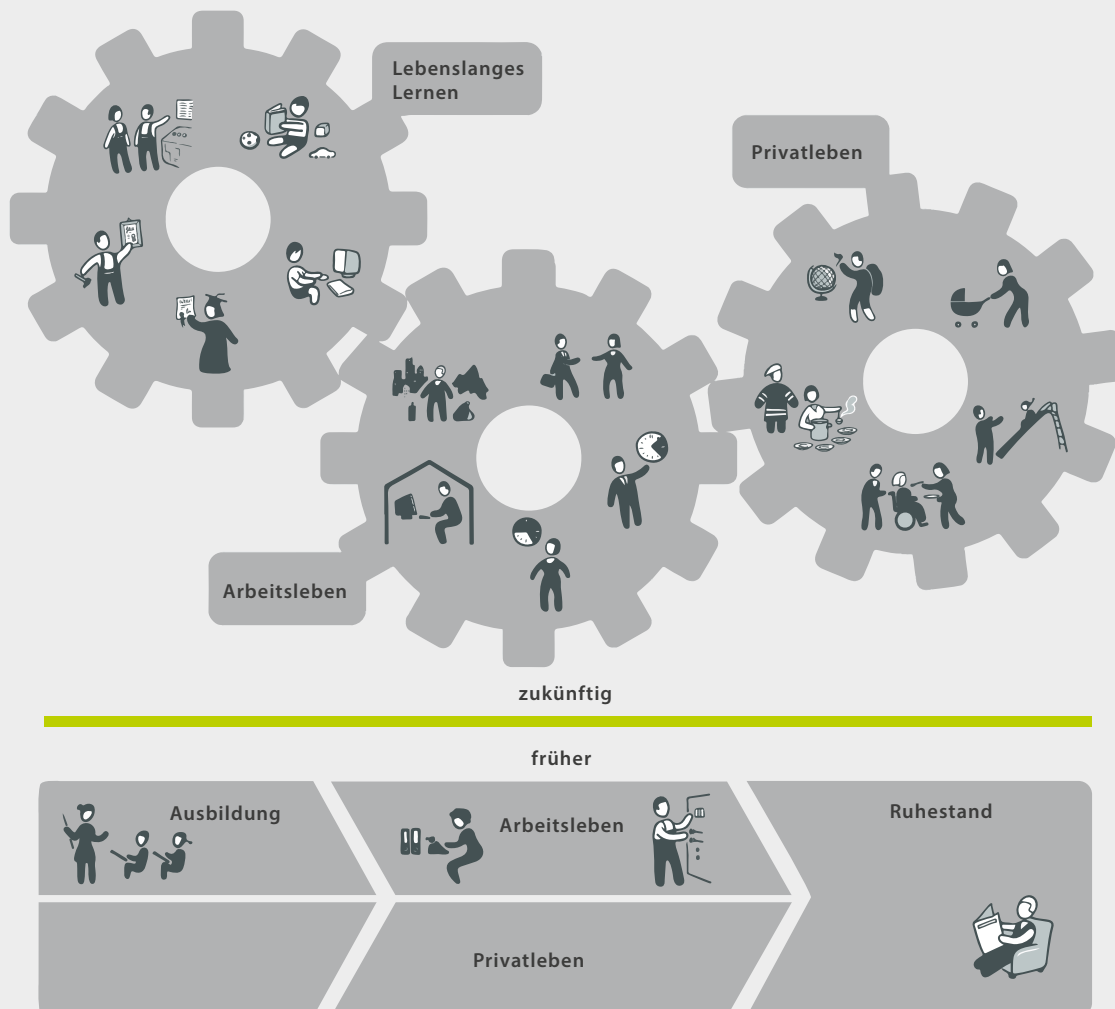 Lebenslanges
Lernen
Privatleben
Arbeitsleben
zukünftig
früher
Ausbildung
Arbeitsleben
Ruhestand
Privatleben